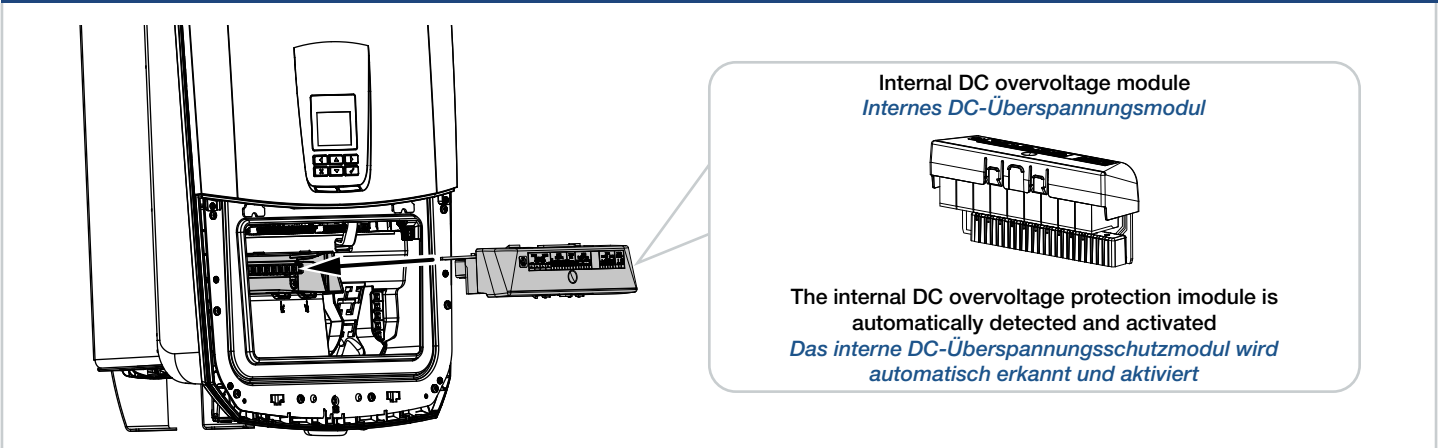 Internal DC overvoltage module
Internes DC-Überspannungsmodul
The internal DC overvoltage protection imodule is
automatically detected and activated
Das interne DC-Überspannungsschutzmodul wird
automatisch erkannt und aktiviert